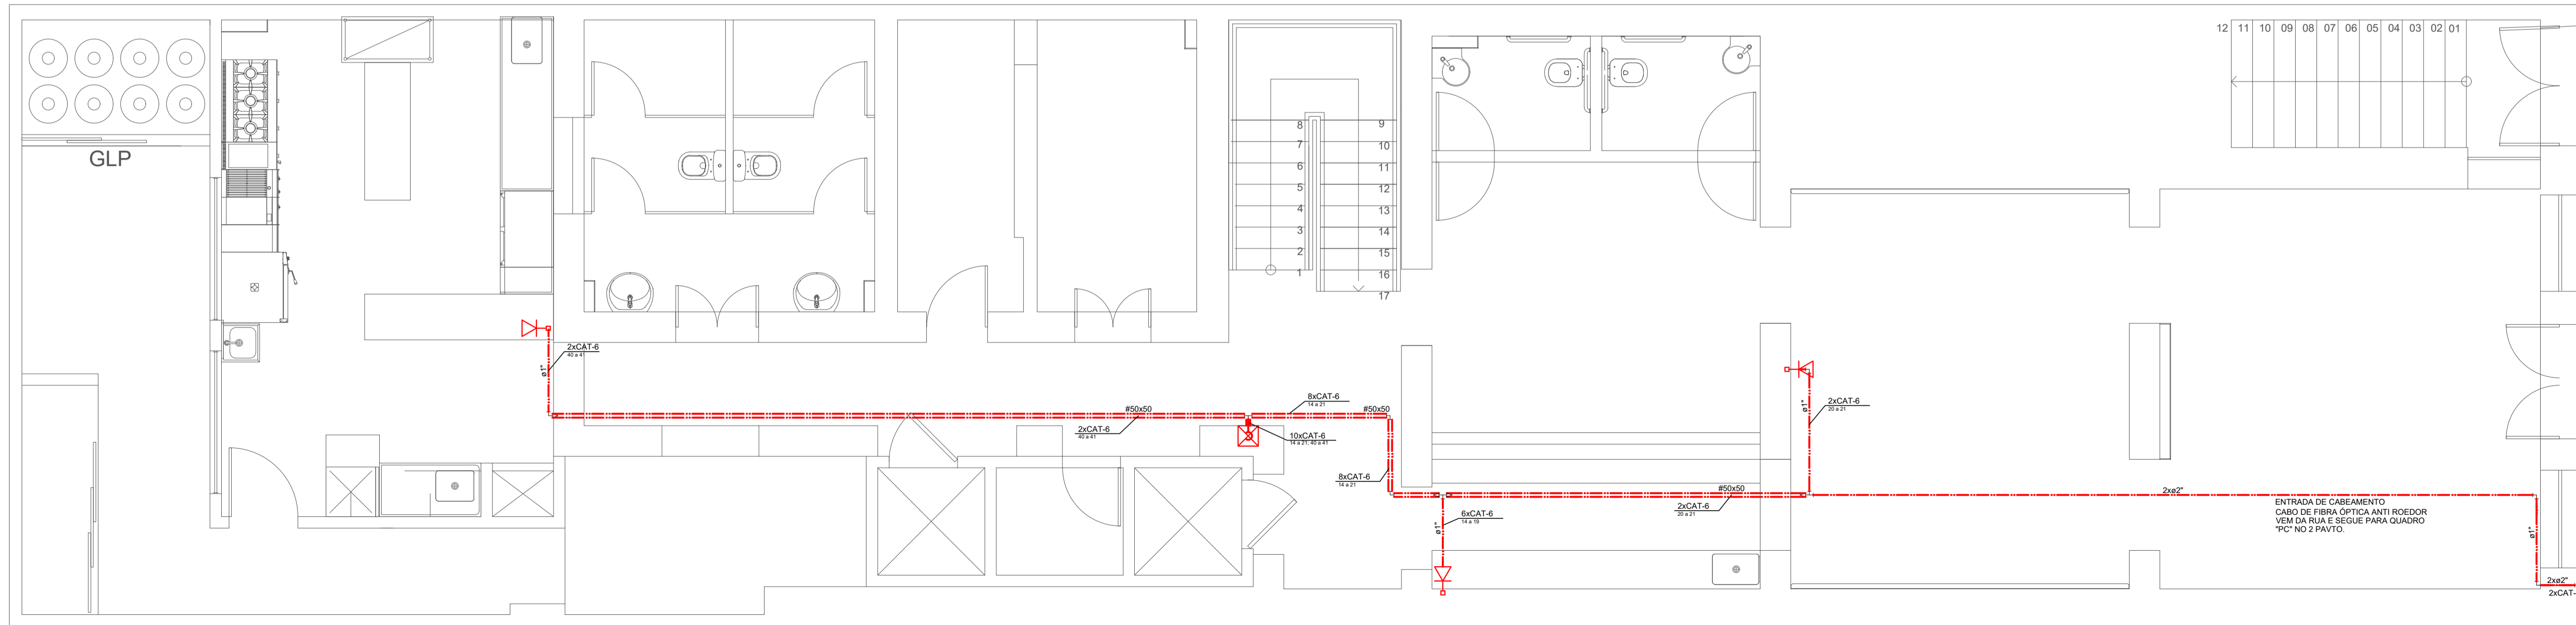 12 11 10 09 08 07 06 05 04 03 02 01
GLP
8 9
7 10
6 11
5 12
4 13
3 14
2 15
1 16
17
2xCAT-6
40 a 41
ø1"
#50x50
2xCAT-6
40 a 41
8xCAT-6
14 a 21
#50x50
10xCAT-6
14 a 21; 40 a 41
8xCAT-6
14 a 21
6xCAT-6
14 a 19
ø1"
#50x50
2xCAT-6
20 a 21
2xCAT-6
20 a 21
ø1"
2xø2"
ENTRADA DE CABEAMENTO
CABO DE FIBRA ÓPTICA ANTI ROEDOR
VEM DA RUA E SEGUE PARA QUADRO
"PC" NO 2 PAVTO.
ø1"
2xø2"
2xCAT-